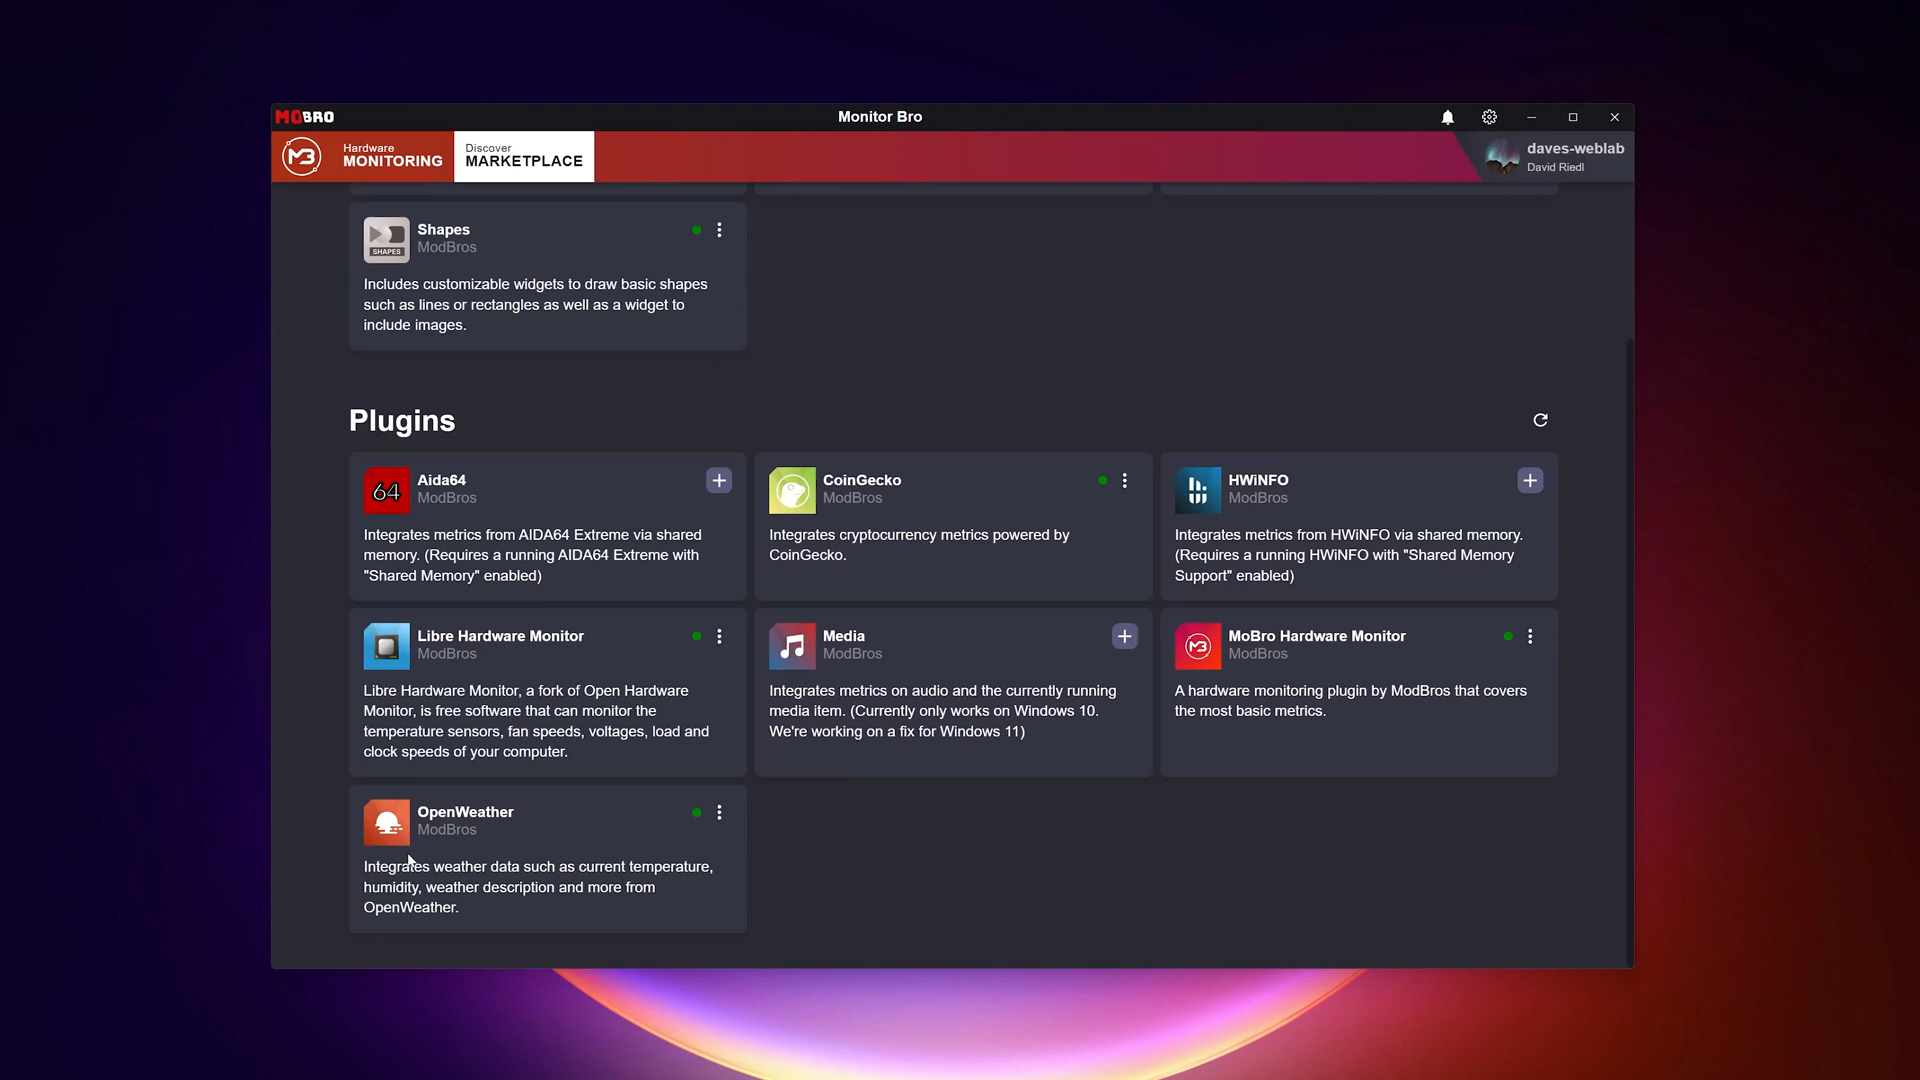 MOBRO
Monitor Bro
Hardware
MONITORING
Discover
MARKETPLACE
daves-weblab
David Riedl
SHAPES
Shapes
ModBros
Includes customizable widgets to draw basic shapes
such as lines or rectangles as well as a widget to
include images.
Plugins
64
Aida64
ModBros
Integrates metrics from AIDA64 Extreme via shared
memory. (Requires a running AIDA64 Extreme with
"Shared Memory" enabled)
CoinGecko
ModBros
Integrates cryptocurrency metrics powered by
CoinGecko.
HWiNFO
ModBros
Integrates metrics from HWiNFO via shared memory.
(Requires a running HWiNFO with "Shared Memory
Support" enabled)
Libre Hardware Monitor
ModBros
Libre Hardware Monitor, a fork of Open Hardware
Monitor, is free software that can monitor the
temperature sensors, fan speeds, voltages, load and
clock speeds of your computer.
Media
ModBros
Integrates metrics on audio and the currently running
media item. (Currently only works on Windows 10.
We're working on a fix for Windows 11)
MoBro Hardware Monitor
ModBros
A hardware monitoring plugin by ModBros that covers
the most basic metrics.
OpenWeather
ModBros
Integrates weather data such as current temperature,
humidity, weather description and more from
OpenWeather.